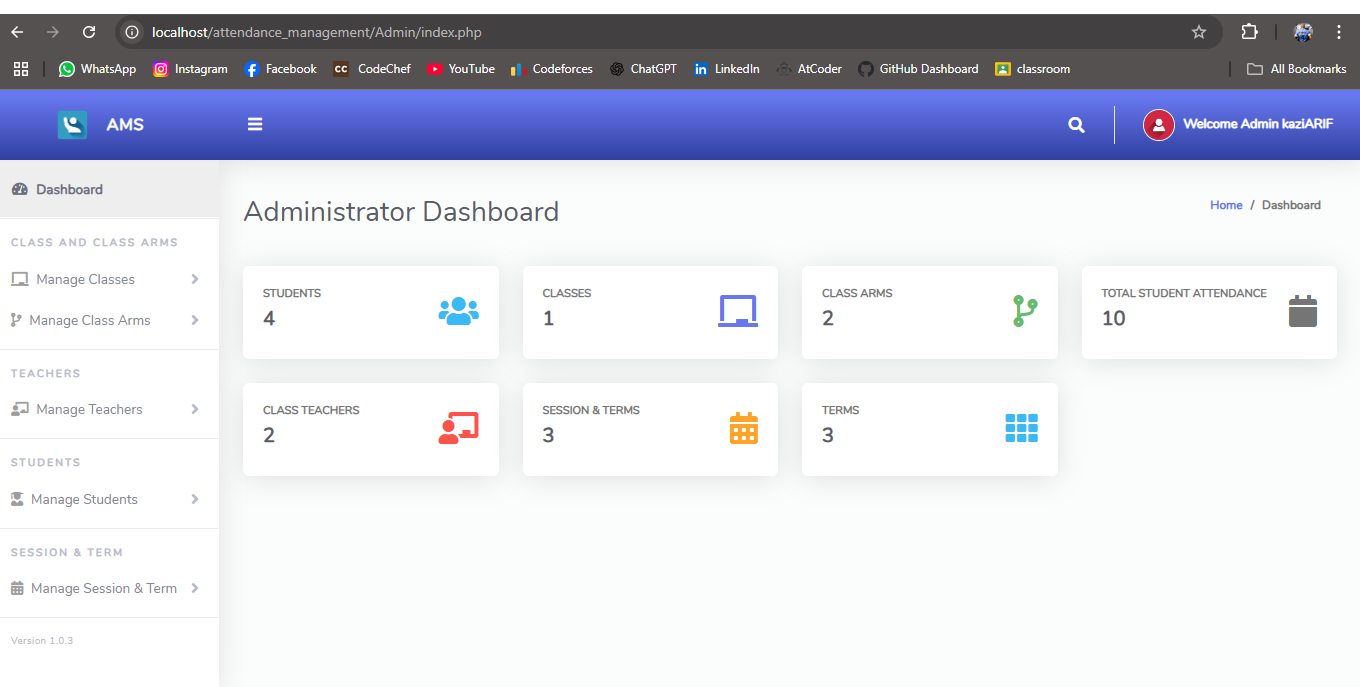 localhost/attendance_management/Admin/index.php
WhatsApp Instagram Facebook CC CodeChef YouTube Codeforces ChatGPT in LinkedIn AtCoder GitHub Dashboard classroom All Bookmarks
AMS Welcome Admin kaziARIF
Dashboard
CLASS AND CLASS ARMS
Manage Classes
Manage Class Arms
TEACHERS
Manage Teachers
STUDENTS
Manage Students
SESSION & TERM
Manage Session & Term
Version 1.0.3
Administrator Dashboard
Home / Dashboard
STUDENTS
4
CLASSES
1
CLASS ARMS
2
TOTAL STUDENT ATTENDANCE
10
CLASS TEACHERS
2
SESSION & TERMS
3
TERMS
3